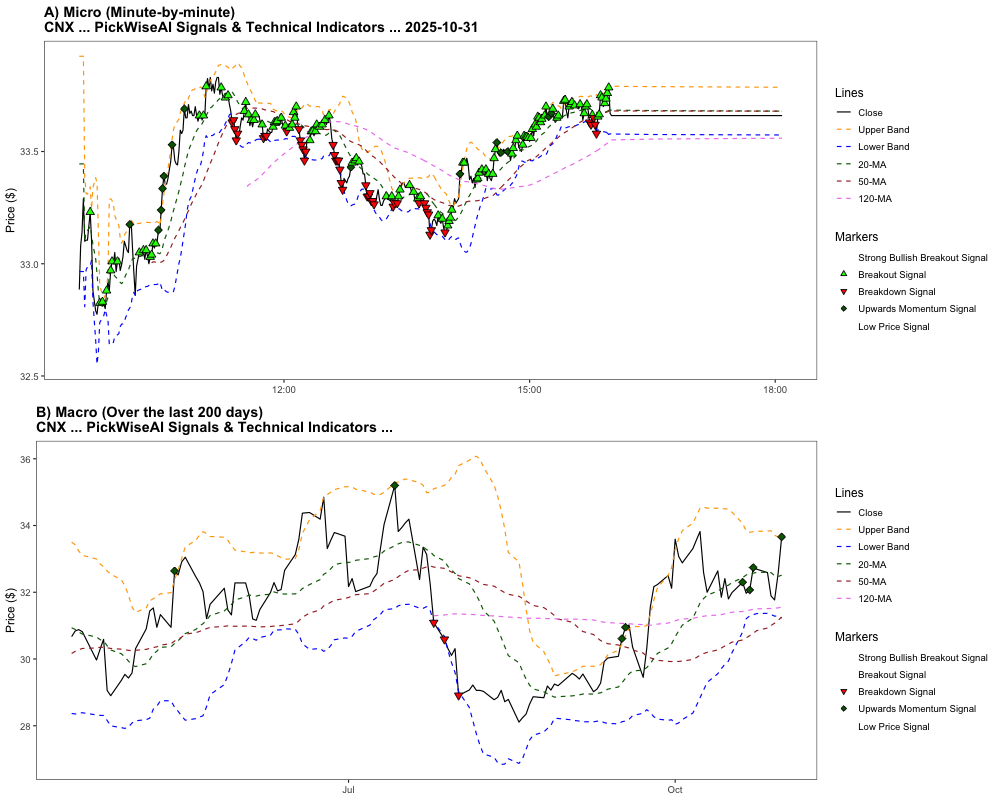 A) Micro (Minute-by-minute)
CNX ... PickWiseAI Signals & Technical Indicators ... 2025-10-31
Price ($)
33.5
33.0
32.5
12:00
15:00
18:00
Lines
Close
Upper Band
Lower Band
20-MA
50-MA
120-MA
Markers
Strong Bullish Breakout Signal
Breakout Signal
Breakdown Signal
Upwards Momentum Signal
Low Price Signal
B) Macro (Over the last 200 days)
CNX ... PickWiseAI Signals & Technical Indicators ...
Price ($)
36
34
32
30
28
Jul
Oct
Lines
Close
Upper Band
Lower Band
20-MA
50-MA
120-MA
Markers
Strong Bullish Breakout Signal
Breakout Signal
Breakdown Signal
Upwards Momentum Signal
Low Price Signal